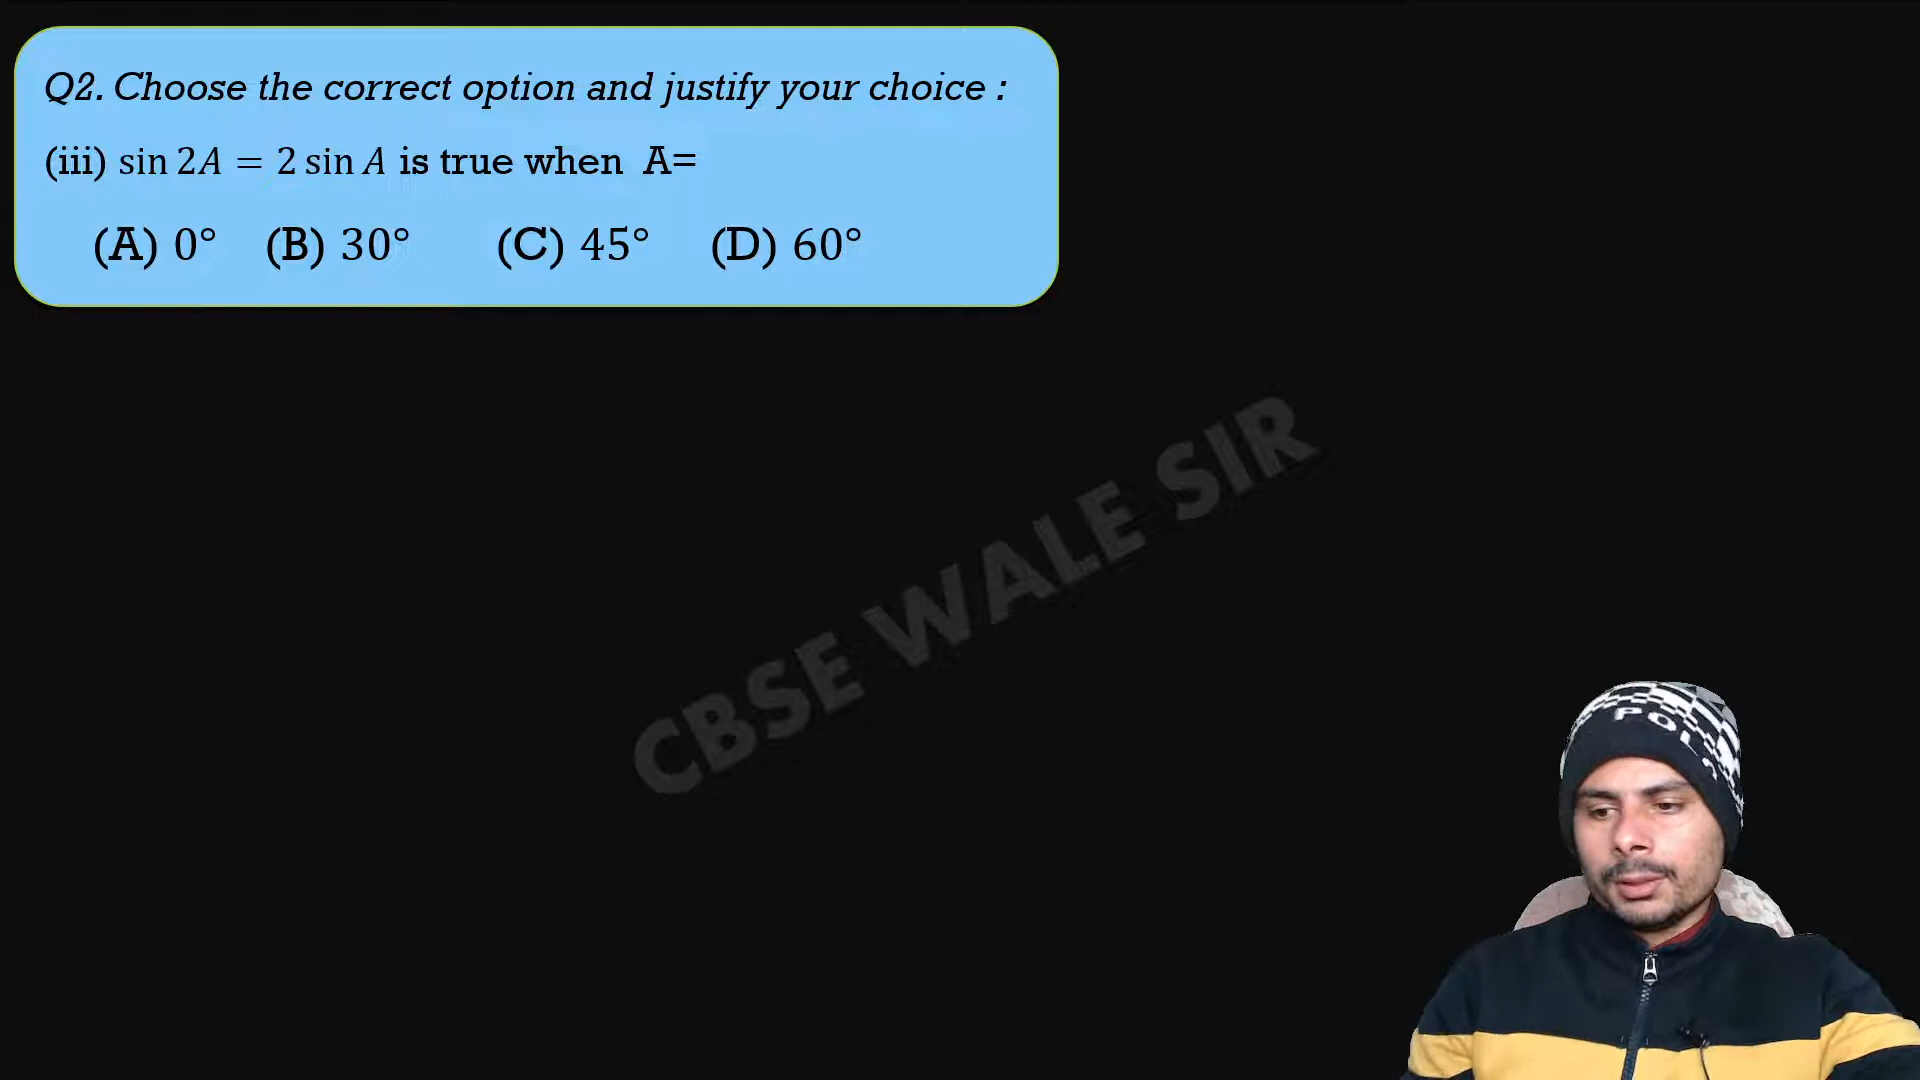 Q2. Choose the correct option and justify your choice :
(iii) sin 2A = 2 sin A is true when A=
(A) 0° (B) 30° (C) 45° (D) 60°
CBSE WALE SIR
POL